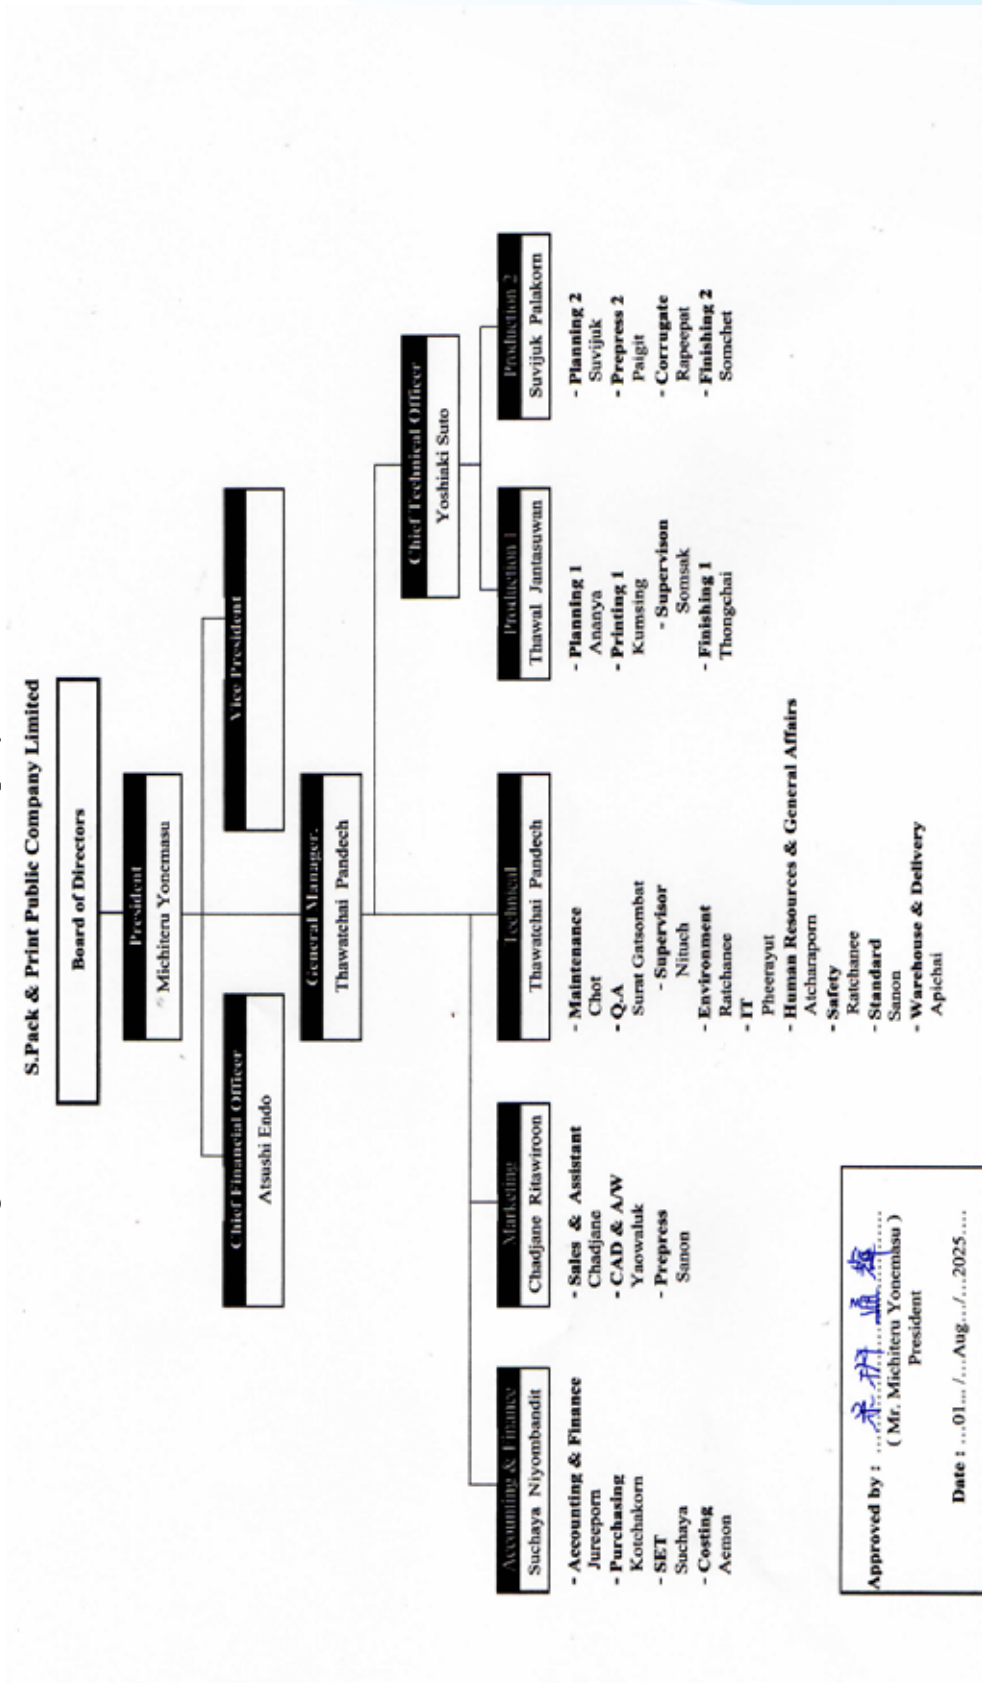 S.Pack & Print Public Company Limited
Board of Directors
President
Michiteru Yonemasu
Chief Financial Officer
Atsushi Endo
Vice President
General Manager.
Thawatchai Pandech
Chief Technical Officer
Yoshiaki Suto
Accounting & Finance
Suchaya Niyombandit
- Accounting & Finance
Jureeporn
- Purchasing
Kotchakorn
- SET
Suchaya
- Costing
Aemon
Marketing
Chadjane Ritawiroon
- Sales & Assistant
Chadjane
- CAD & A/W
Yaowaluk
- Prepress
Sanon
Technical
Thawatchai Pandech
- Maintenance
Chot
- Q.A
Surat Gatsombat
- Supervisor
Nituch
- Environment
Ratchanee
- IT
Pheerayut
- Human Resources & General Affairs
Atcharaporn
- Safety
Ratchanee
- Standard
Sanon
- Warehouse & Delivery
Apichai
Production 1
Thawal Jantasuwan
- Planning 1
Ananya
- Printing 1
Kumsing
- Supervison
Somsak
- Finishing 1
Thongchai
Production 2
Suvijuk Palakorn
- Planning 2
Suvijuk
- Prepress 2
Paigit
- Corrugate
Rapeepat
- Finishing 2
Somchet
Approved by :
( Mr. Michiteru Yonemasu )
President
Date : ...01... /....Aug..../....2025....